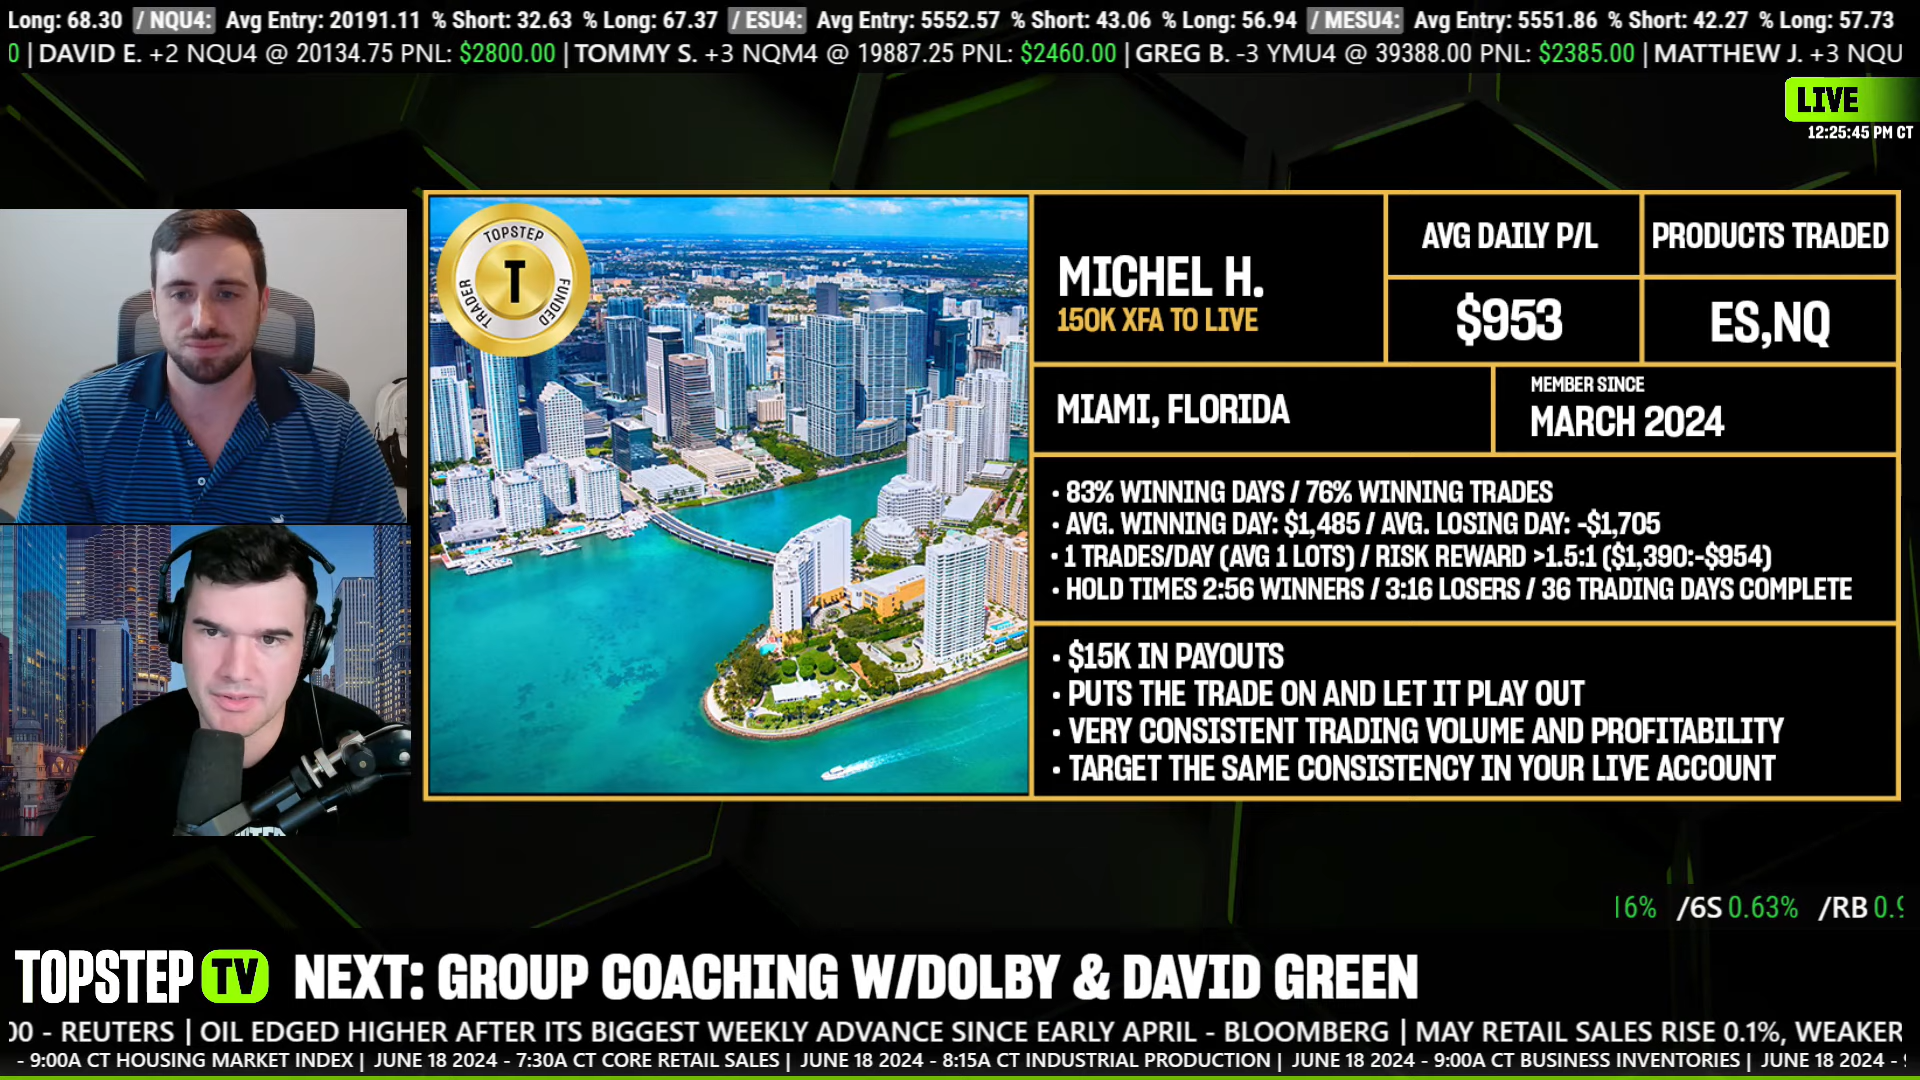 Long: 68.30 / NQU4: Avg Entry: 20191.11 % Short: 32.63 % Long: 67.37 / ESU4: Avg Entry: 5552.57 % Short: 43.06 % Long: 56.94 / MESU4: Avg Entry: 5551.86 % Short: 42.27 % Long: 57.73
0 | DAVID E. +2 NQU4 @ 20134.75 PNL: $2800.00 | TOMMY S. +3 NQM4 @ 19887.25 PNL: $2460.00 | GREG B. -3 YMU4 @ 39388.00 PNL: $2385.00 | MATTHEW J. +3 NQU
LIVE
12:25:45 PM CT
TOPSTEP
T
FUNDED
TRADER
MICHEL H.
150K XFA TO LIVE
AVG DAILY P/L
$953
PRODUCTS TRADED
ES,NQ
MIAMI, FLORIDA
MEMBER SINCE
MARCH 2024
• 83% WINNING DAYS / 76% WINNING TRADES
• AVG. WINNING DAY: $1,485 / AVG. LOSING DAY: -$1,705
• 1 TRADES/DAY (AVG 1 LOTS) / RISK REWARD >1.5:1 ($1,390:-$954)
• HOLD TIMES 2:56 WINNERS / 3:16 LOSERS / 36 TRADING DAYS COMPLETE
• $15K IN PAYOUTS
• PUTS THE TRADE ON AND LET IT PLAY OUT
• VERY CONSISTENT TRADING VOLUME AND PROFITABILITY
• TARGET THE SAME CONSISTENCY IN YOUR LIVE ACCOUNT
16% /6S 0.63% /RB 0.9
TOPSTEP TV NEXT: GROUP COACHING W/DOLBY & DAVID GREEN
00 - REUTERS | OIL EDGED HIGHER AFTER ITS BIGGEST WEEKLY ADVANCE SINCE EARLY APRIL - BLOOMBERG | MAY RETAIL SALES RISE 0.1%, WEAKER
- 9:00A CT HOUSING MARKET INDEX | JUNE 18 2024 - 7:30A CT CORE RETAIL SALES | JUNE 18 2024 - 8:15A CT INDUSTRIAL PRODUCTION | JUNE 18 2024 - 9:00A CT BUSINESS INVENTORIES | JUNE 18 2024 -